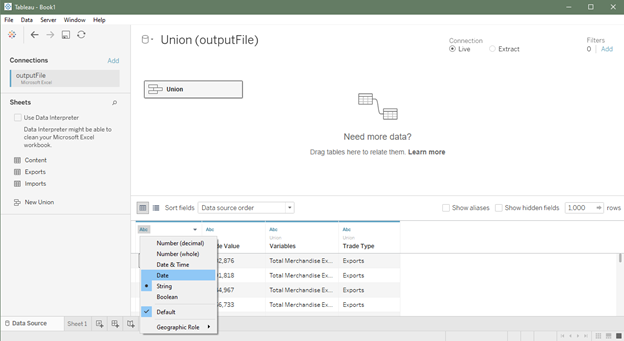 Tableau - Book1
File Data Server Window Help
Connections Add
outputFile
Microsoft Excel
Sheets
Use Data Interpreter
Data Interpreter might be able to
clean your Microsoft Excel
workbook.
Content
Exports
Imports
New Union
Union (outputFile)
Connection
Live Extract
Filters
0 Add
Union
Need more data?
Drag tables here to relate them. Learn more
Sort fields Data source order Show aliases Show hidden fields 1,000 rows
Abc Abc Abc Abc
Union Union
Value Variables Trade Type
,876 Total Merchandise Ex... Exports
,818 Total Merchandise Ex... Exports
,967 Total Merchandise Ex... Exports
,733 Total Merchandise Ex... Exports
Number (decimal)
Number (whole)
Date & Time
Date
String
Boolean
Default
Geographic Role
Data Source Sheet 1